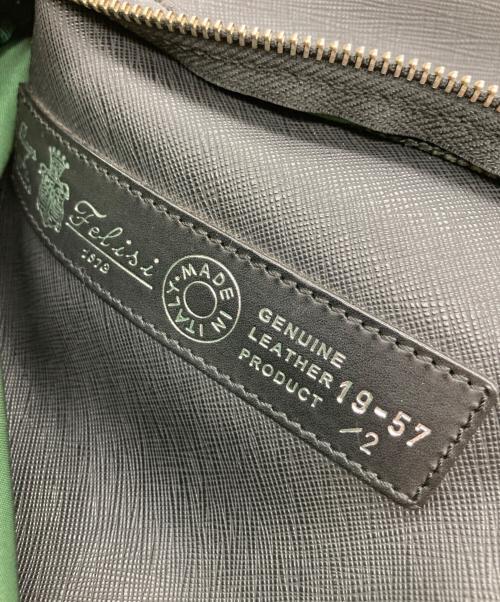 Felisi
1973
MADE IN ITALY
GENUINE
LEATHER
PRODUCT
19-57
/2